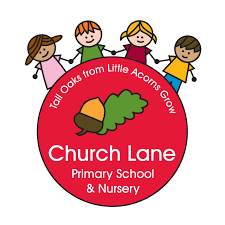 Tall Oaks from Little Acorns Grow
Church Lane
Primary School
& Nursery